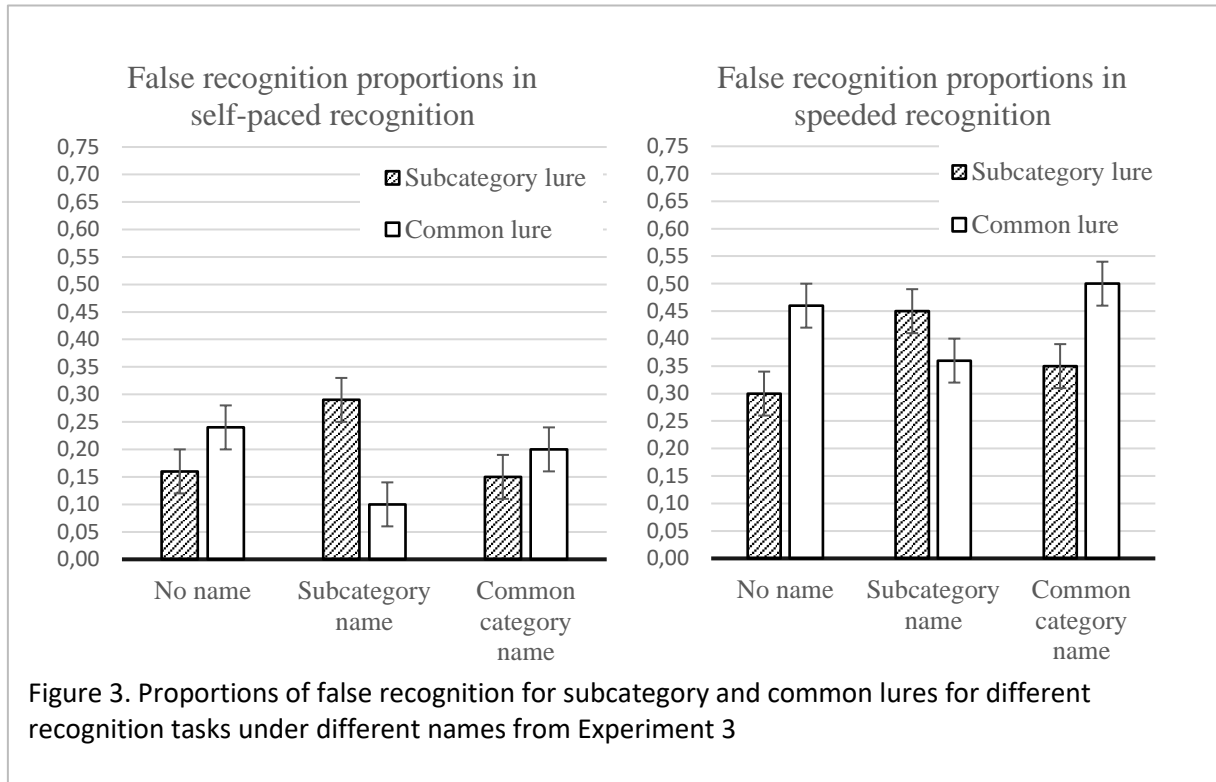 False recognition proportions in
self-paced recognition
0,75
0,70
0,65
0,60
0,55
0,50
0,45
0,40
0,35
0,30
0,25
0,20
0,15
0,10
0,05
0,00
Subcategory lure
Common lure
No name
Subcategory
name
Common
category
name
False recognition proportions in
speeded recognition
0,75
0,70
0,65
0,60
0,55
0,50
0,45
0,40
0,35
0,30
0,25
0,20
0,15
0,10
0,05
0,00
Subcategory lure
Common lure
No name
Subcategory
name
Common
category
name
Figure 3. Proportions of false recognition for subcategory and common lures for different
recognition tasks under different names from Experiment 3